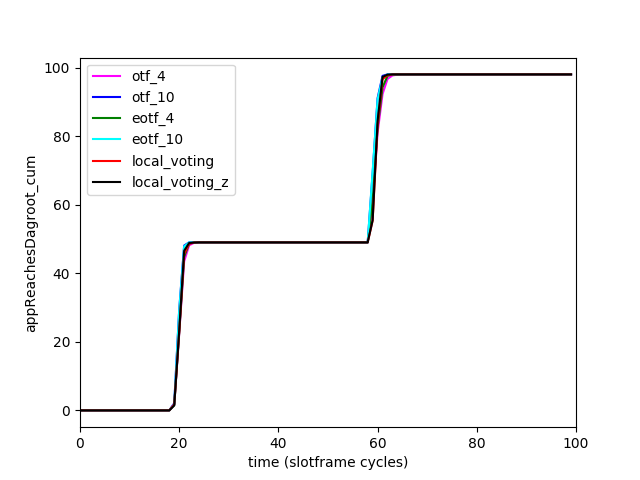 otf_4
otf_10
eotf_4
eotf_10
local_voting
local_voting_z
100
80
60
40
20
0
appReachesDagroot_cum
0 20 40 60 80 100
time (slotframe cycles)